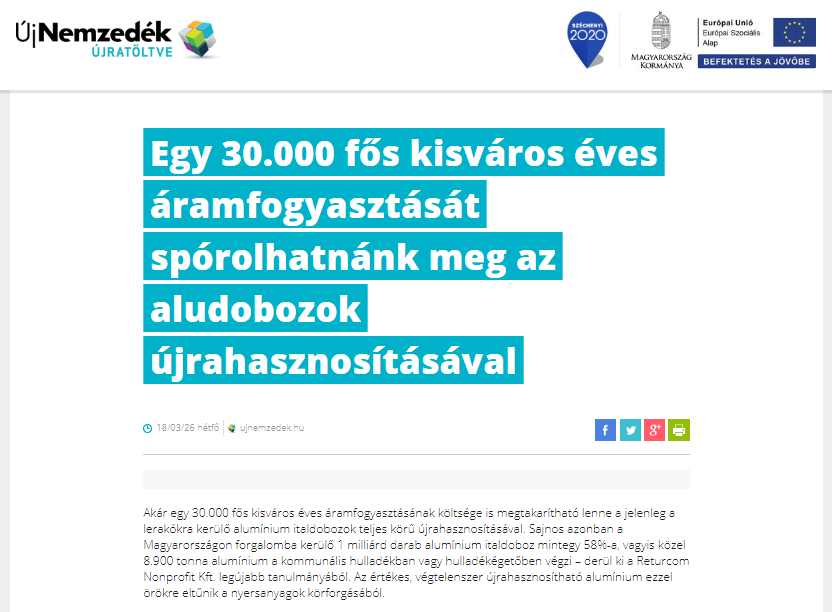 ÚjNemzedék
ÚJRATÖLTVE
SZÉCHENYI
2020
MAGYARORSZÁG
KORMÁNYA
Európai Unió
Európai Szociális
Alap
BEFEKTETÉS A JÖVŐBE
Egy 30.000 fős kisváros éves
áramfogyasztását
spórolhatnánk meg az
aludobozok
újrahasznosításával
18/03/26 hétfő
ujnemzedek.hu
Akár egy 30.000 fős kisváros éves áramfogyasztásának költsége is megtakarítható lenne a jelenleg a
lerakókra kerülő alumínium italdobozok teljes körű újrahasznosításával. Sajnos azonban a
Magyarországon forgalomba kerülő 1 milliárd darab alumínium italdoboz mintegy 58%-a, vagyis közel
8.900 tonna alumínium a kommunális hulladékban vagy hulladékégetőben végzi – derül ki a Returcom
Nonprofit Kft. legújabb tanulmányából. Az értékes, végtelenszer újrahasznosítható alumínium ezzel
örökre eltűnik a nyersanyagok körforgásából.